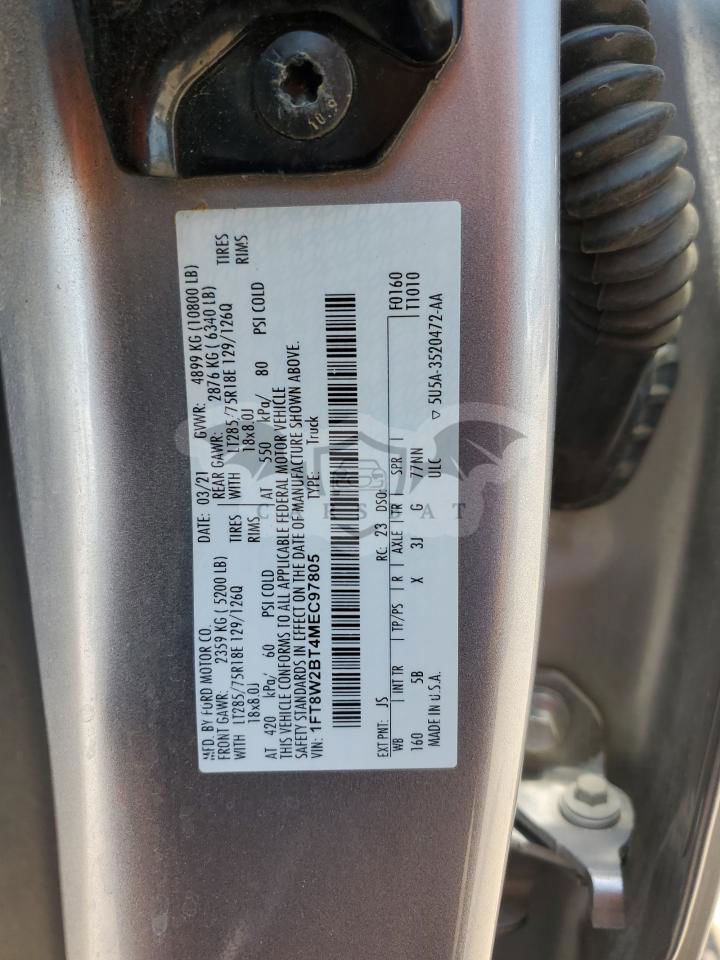 MFD. BY FORD MOTOR CO. DATE: 03/21 GVWR: 4899 KG (10800 LB)
FRONT GAWR: 2359 KG ( 5200 LB) REAR GAWR: 2876 KG ( 6340 LB)
WITH LT285/75R18E 129/126Q TIRES WITH LT285/75R18E 129/126Q TIRES
18x8.0J RIMS 18x8.0J RIMS
AT 420 kPa/ 60 PSI COLD AT 550 kPa/ 80 PSI COLD
THIS VEHICLE CONFORMS TO ALL APPLICABLE FEDERAL MOTOR VEHICLE
SAFETY STANDARDS IN EFFECT ON THE DATE OF MANUFACTURE SHOWN ABOVE.
VIN: 1FT8W2BT4MEC97805 TYPE: Truck
F0160
T1010
EXT PNT: JS RC: 23 DSO:
WB INT TR TP/PS R AXLE TR SPR
160 5B X 3J G 77NN
MADE IN U.S.A. ULC ▽ 5U5A-3520472-AA
10.9